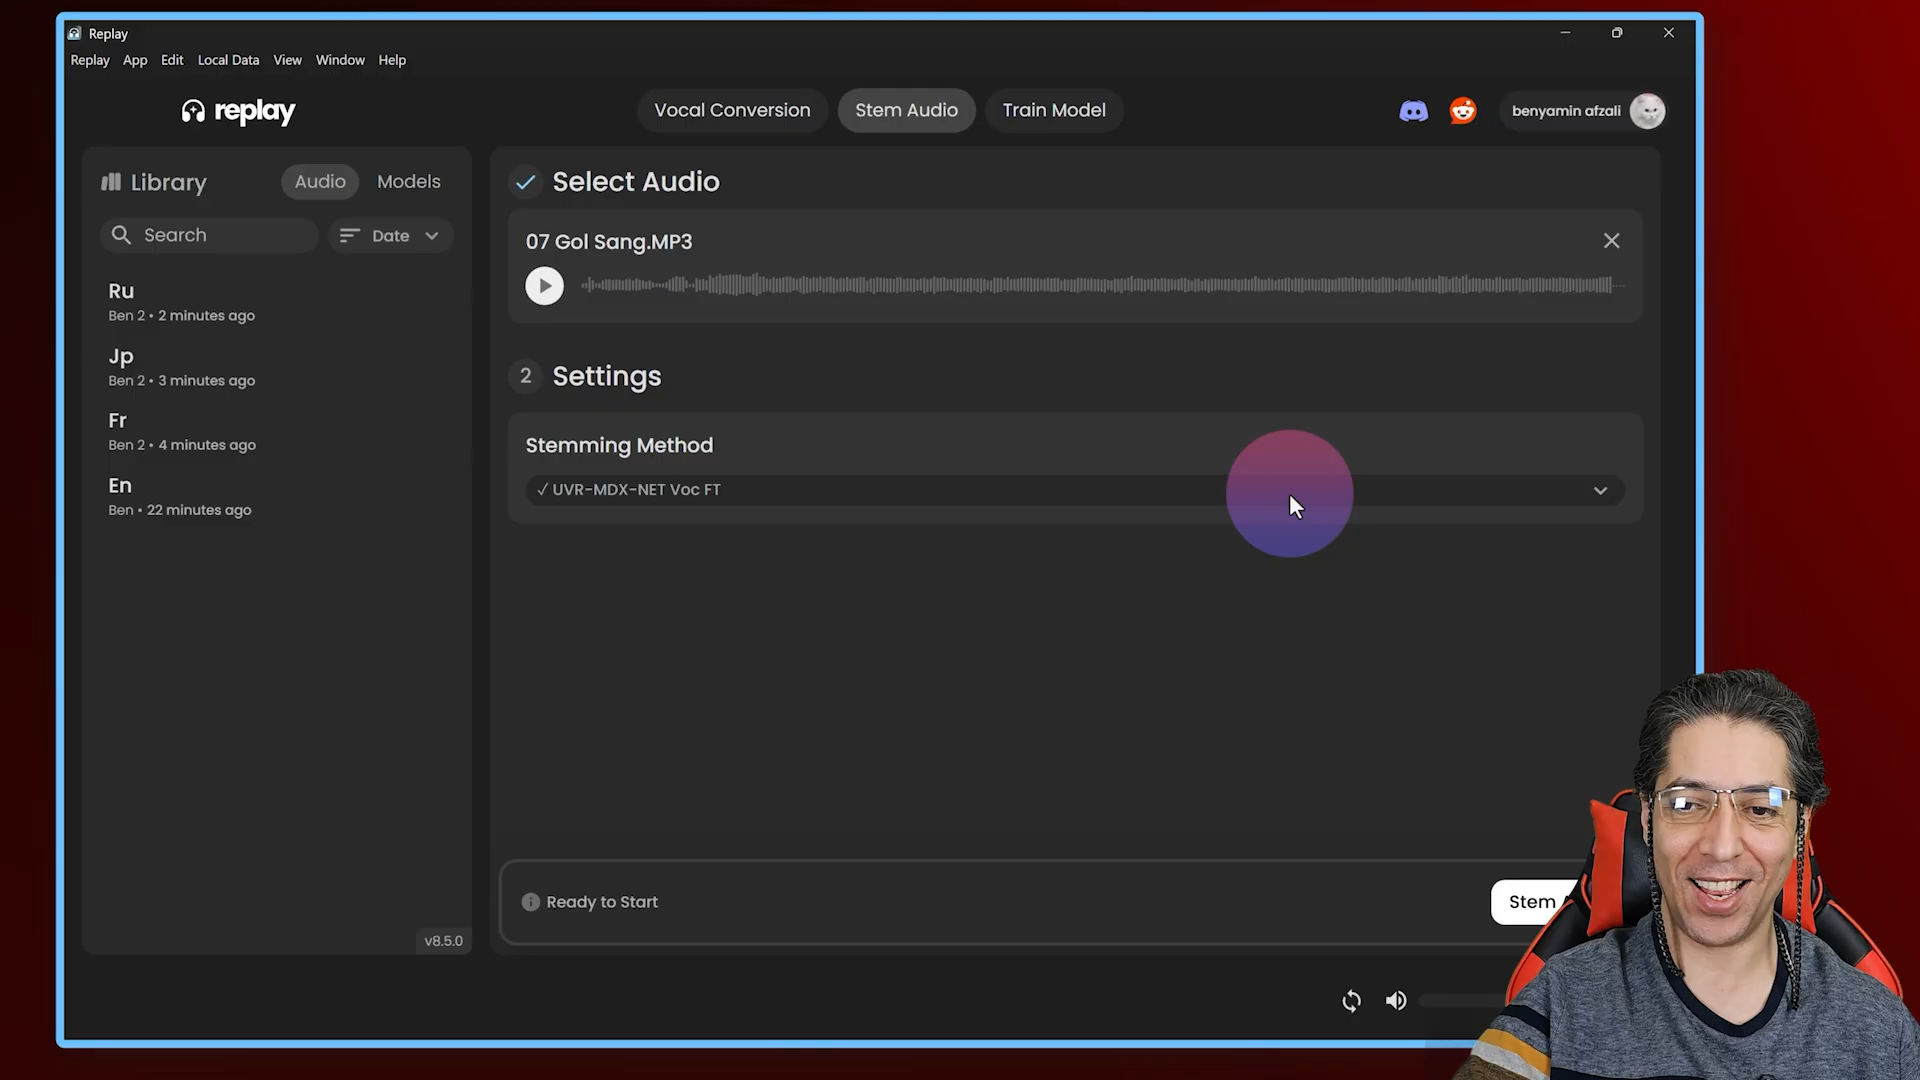 Replay
Replay App Edit Local Data View Window Help
replay
Vocal Conversion Stem Audio Train Model
benyamin afzali
Library Audio Models
Search Date
Ru
Ben 2 • 2 minutes ago
Jp
Ben 2 • 3 minutes ago
Fr
Ben 2 • 4 minutes ago
En
Ben • 22 minutes ago
v8.5.0
Select Audio
07 Gol Sang.MP3
2 Settings
Stemming Method
✓ UVR-MDX-NET Voc FT
Ready to Start
Stem